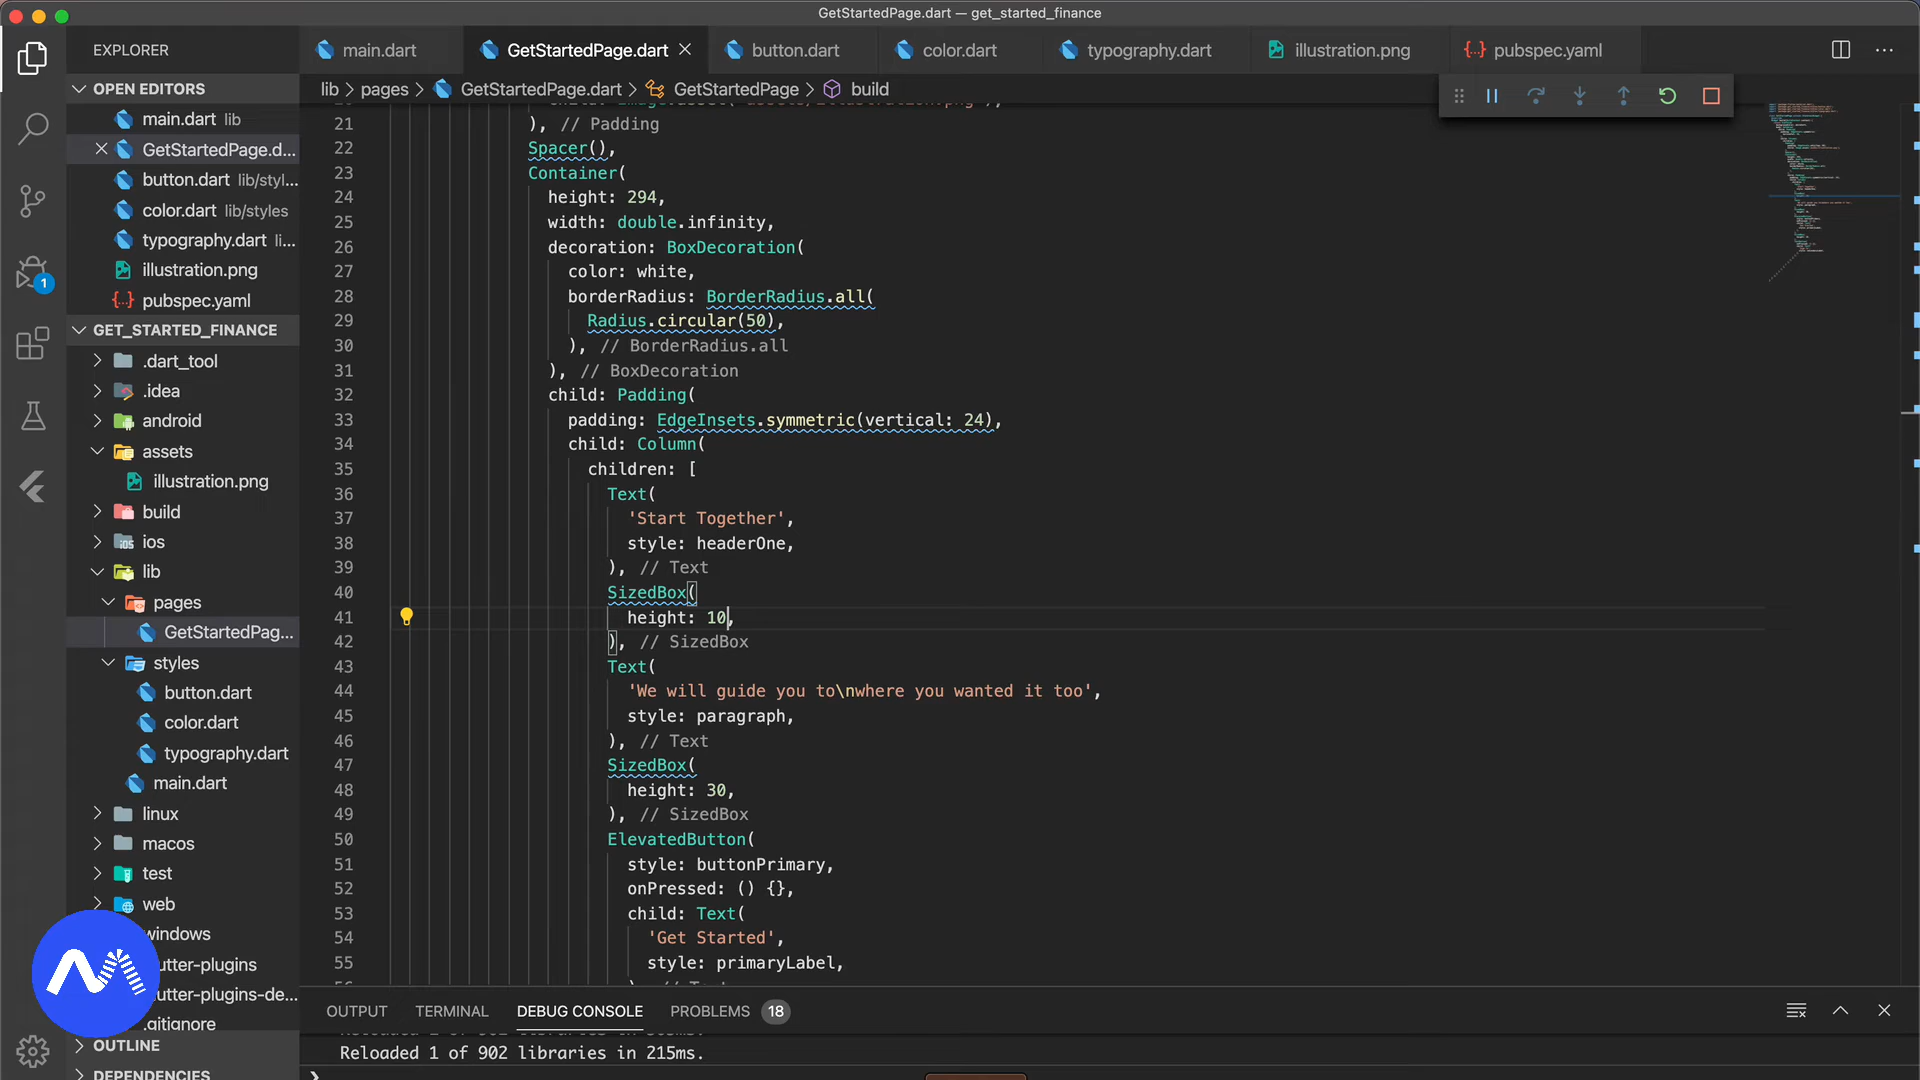 GetStartedPage.dart — get_started_finance
EXPLORER
main.dart
GetStartedPage.dart
button.dart
color.dart
typography.dart
illustration.png
{..} pubspec.yaml
OPEN EDITORS
main.dart lib
GetStartedPage.d...
button.dart lib/styl...
color.dart lib/styles
typography.dart li...
illustration.png
{..} pubspec.yaml
GET_STARTED_FINANCE
.dart_tool
.idea
android
assets
illustration.png
build
ios
lib
pages
GetStartedPag...
styles
button.dart
color.dart
typography.dart
main.dart
linux
macos
test
web
windows
utter-plugins
utter-plugins-de...
.gitignore
OUTLINE
DEPENDENCIES
1
lib > pages > GetStartedPage.dart > GetStartedPage > build
21 ), // Padding
22 Spacer(),
23 Container(
24 height: 294,
25 width: double.infinity,
26 decoration: BoxDecoration(
27 color: white,
28 borderRadius: BorderRadius.all(
29 Radius.circular(50),
30 ), // BorderRadius.all
31 ), // BoxDecoration
32 child: Padding(
33 padding: EdgeInsets.symmetric(vertical: 24),
34 child: Column(
35 children: [
36 Text(
37 'Start Together',
38 style: headerOne,
39 ), // Text
40 SizedBox(
41 height: 10,
42 ), // SizedBox
43 Text(
44 'We will guide you to\nwhere you wanted it too',
45 style: paragraph,
46 ), // Text
47 SizedBox(
48 height: 30,
49 ), // SizedBox
50 ElevatedButton(
51 style: buttonPrimary,
52 onPressed: () {},
53 child: Text(
54 'Get Started',
55 style: primaryLabel,
OUTPUT TERMINAL DEBUG CONSOLE PROBLEMS 18
Reloaded 1 of 902 libraries in 215ms.